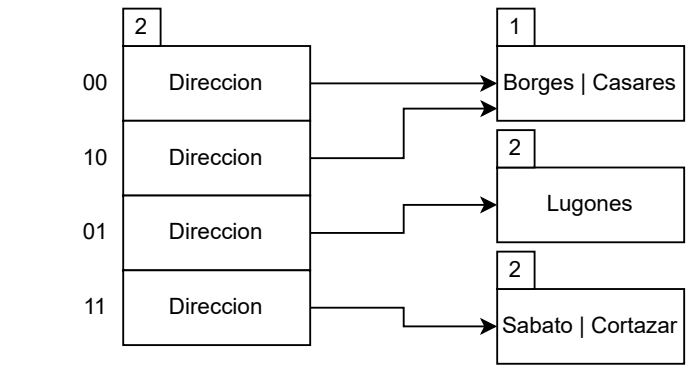 2
1
00 Direccion
Borges | Casares
10 Direccion
2
01 Direccion
Lugones
2
11 Direccion
Sabato | Cortazar